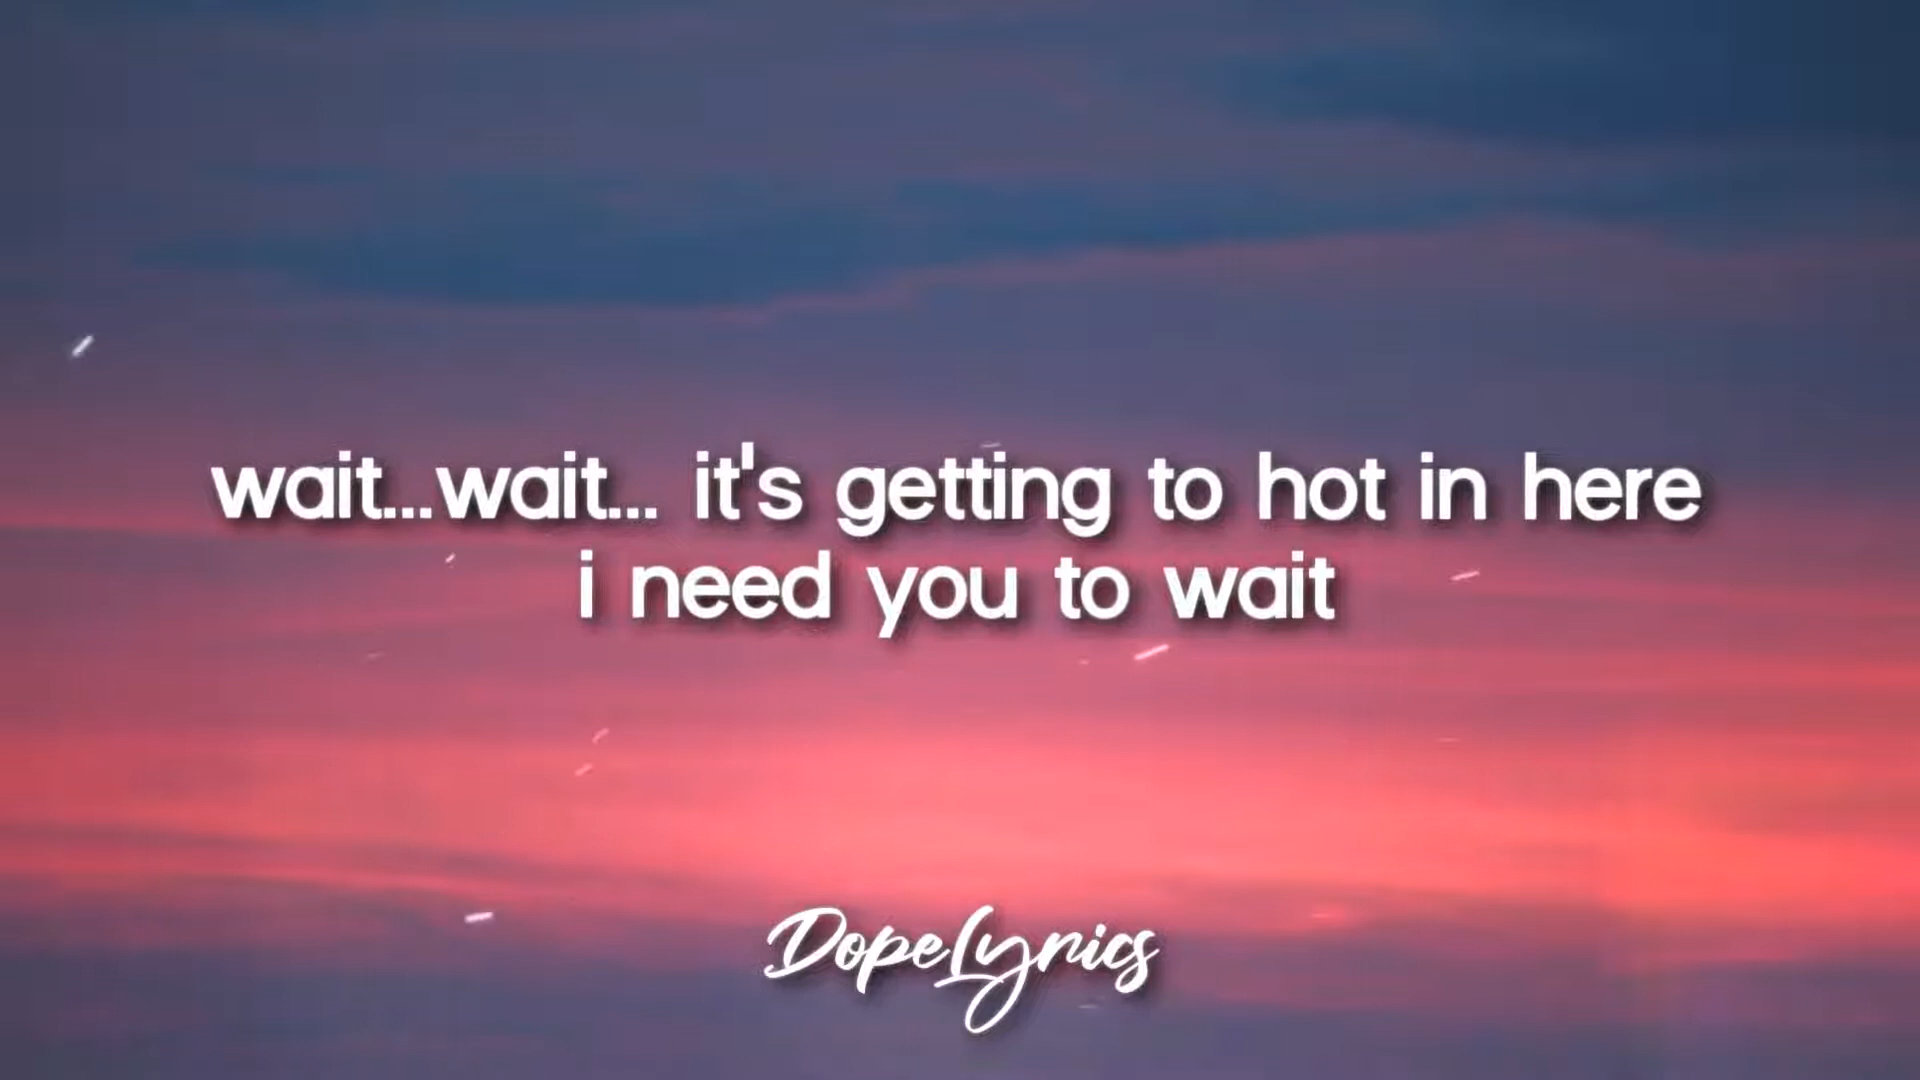 wait...wait... it's getting to hot in here
i need you to wait
DopeLyrics